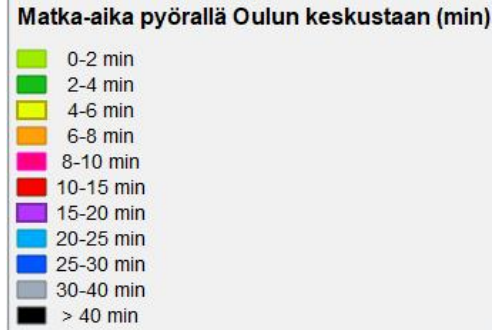 Matka-aika pyörallä Oulun keskustaan (min)
0-2 min
2-4 min
4-6 min
6-8 min
8-10 min
10-15 min
15-20 min
20-25 min
25-30 min
30-40 min
> 40 min